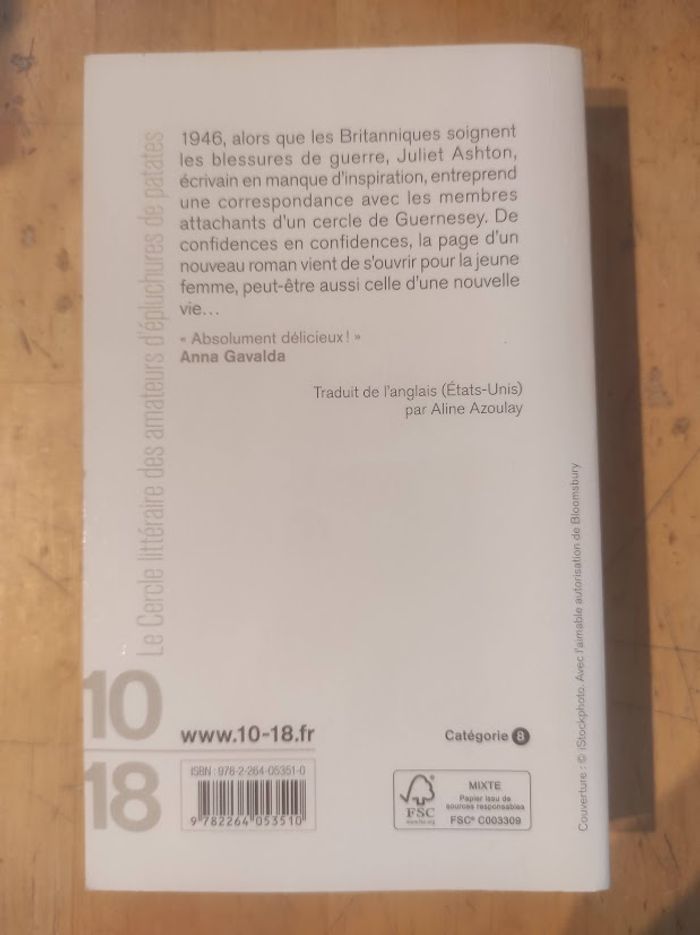 Le Cercle littéraire des amateurs d'épluchures de patates
1946, alors que les Britanniques soignent
les blessures de guerre, Juliet Ashton,
écrivain en manque d'inspiration, entreprend
une correspondance avec les membres
attachants d'un cercle de Guernesey. De
confidences en confidences, la page d'un
nouveau roman vient de s'ouvrir pour la jeune
femme, peut-être aussi celle d'une nouvelle
vie...
« Absolument délicieux ! »
Anna Gavalda
Traduit de l'anglais (États-Unis)
par Aline Azoulay
10
18
www.10-18.fr
Catégorie 8
ISBN : 978-2-264-05351-0
9 782264 053510
FSC
www.fsc.org
MIXTE
Papier issu de
sources responsables
FSC® C003309
Couverture : © iStockphoto. Avec l'aimable autorisation de Bloomsbury